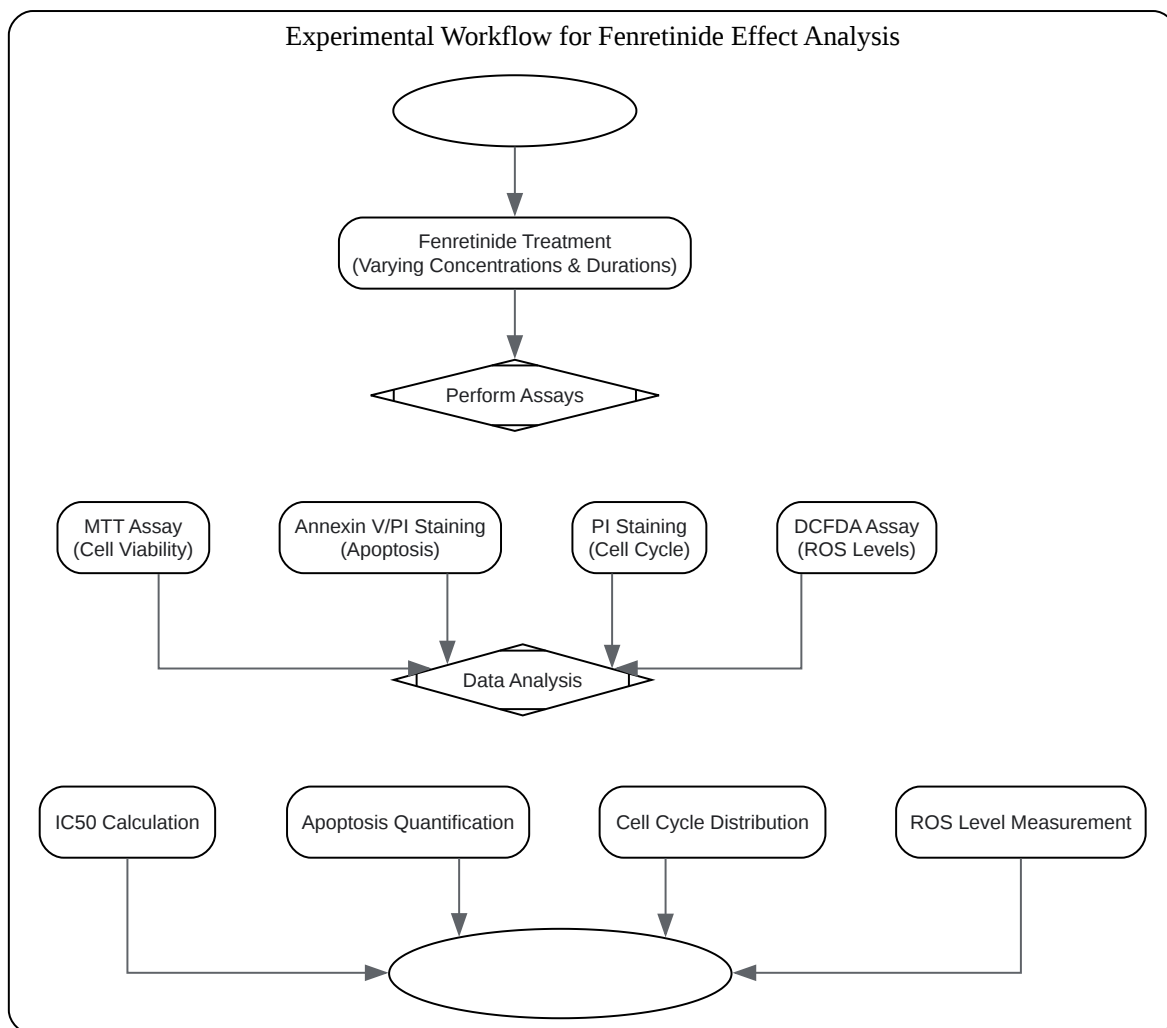 Experimental Workflow for Fenretinide Effect Analysis
Fenretinide Treatment
(Varying Concentrations & Durations)
Perform Assays
MTT Assay
(Cell Viability)
Annexin V/PI Staining
(Apoptosis)
PI Staining
(Cell Cycle)
DCFDA Assay
(ROS Levels)
Data Analysis
IC50 Calculation
Apoptosis Quantification
Cell Cycle Distribution
ROS Level Measurement